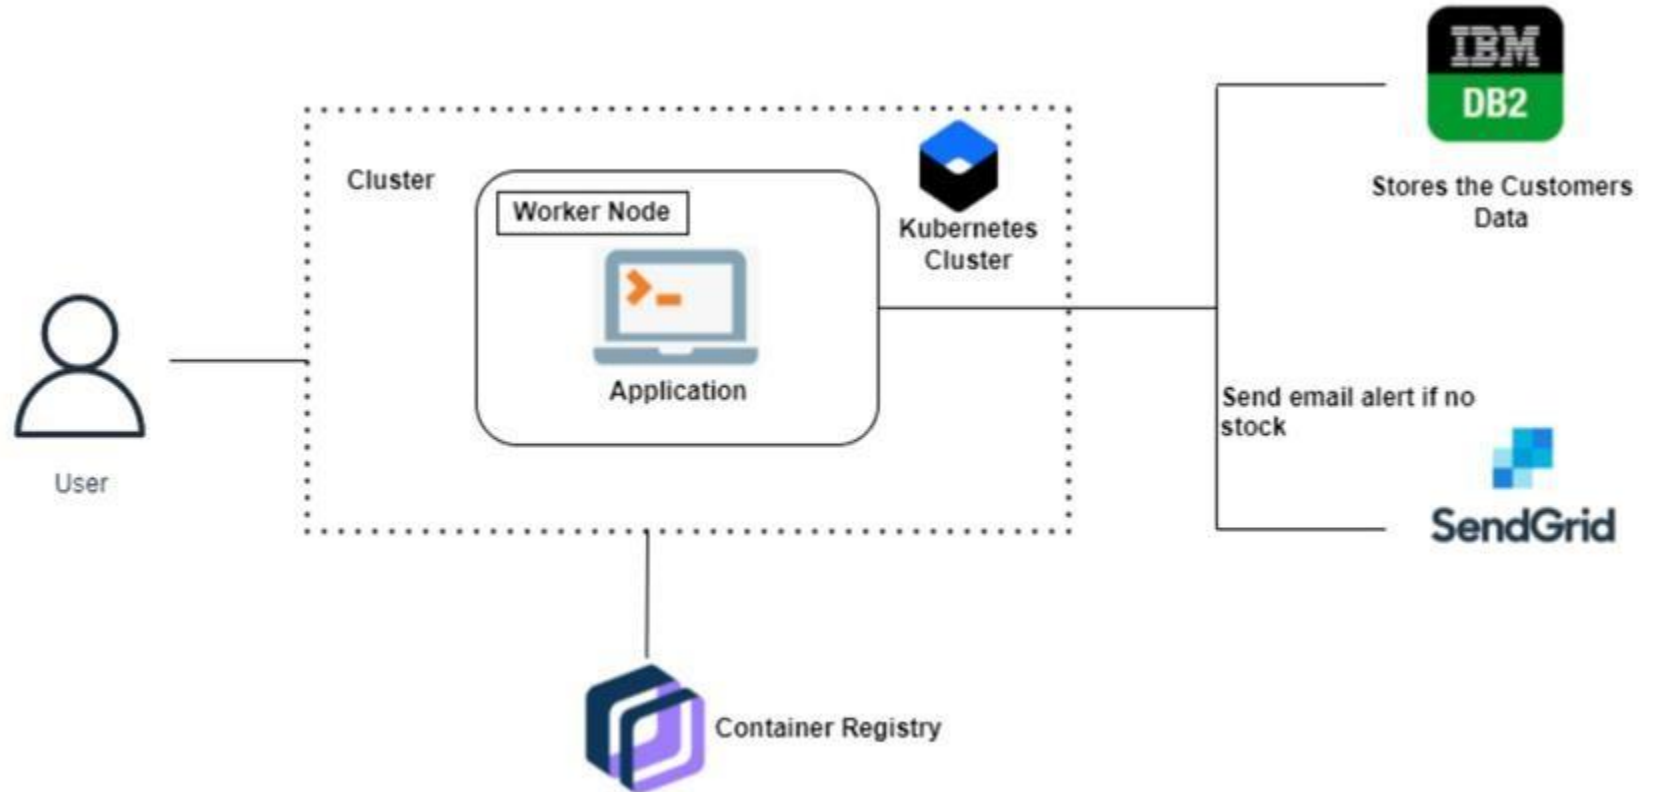 IBM
DB2
Stores the Customers
Data
Cluster
Worker Node
Application
Kubernetes
Cluster
User
Send email alert if no
stock
SendGrid
Container Registry